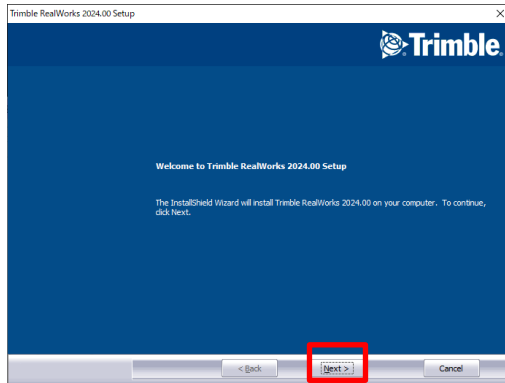 Trimble RealWorks 2024.00 Setup
Trimble.
Welcome to Trimble RealWorks 2024.00 Setup
The InstallShield Wizard will install Trimble RealWorks 2024.00 on your computer. To continue,
click Next.
< Back Next > Cancel